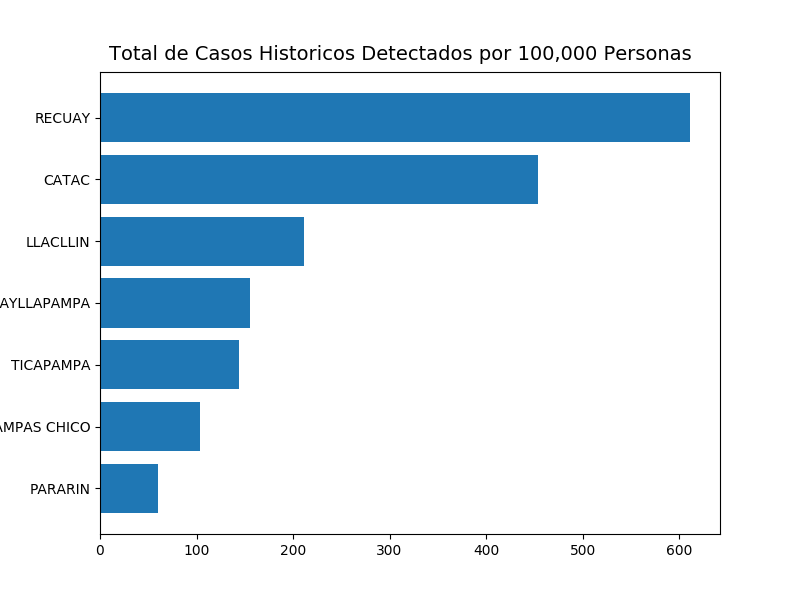 Total de Casos Historicos Detectados por 100,000 Personas
RECUAY
CATAC
LLACLLIN
AYLLAPAMPA
TICAPAMPA
AMPAS CHICO
PARARIN
0 100 200 300 400 500 600